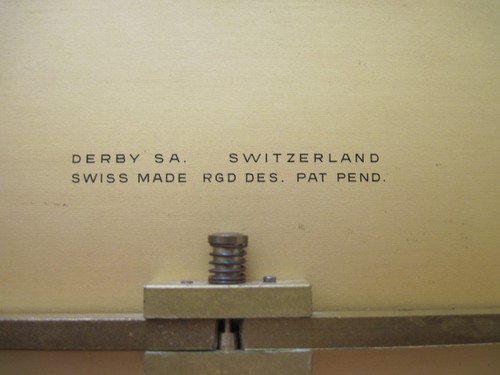 DERBY SA. SWITZERLAND
SWISS MADE RGD DES. PAT PEND.